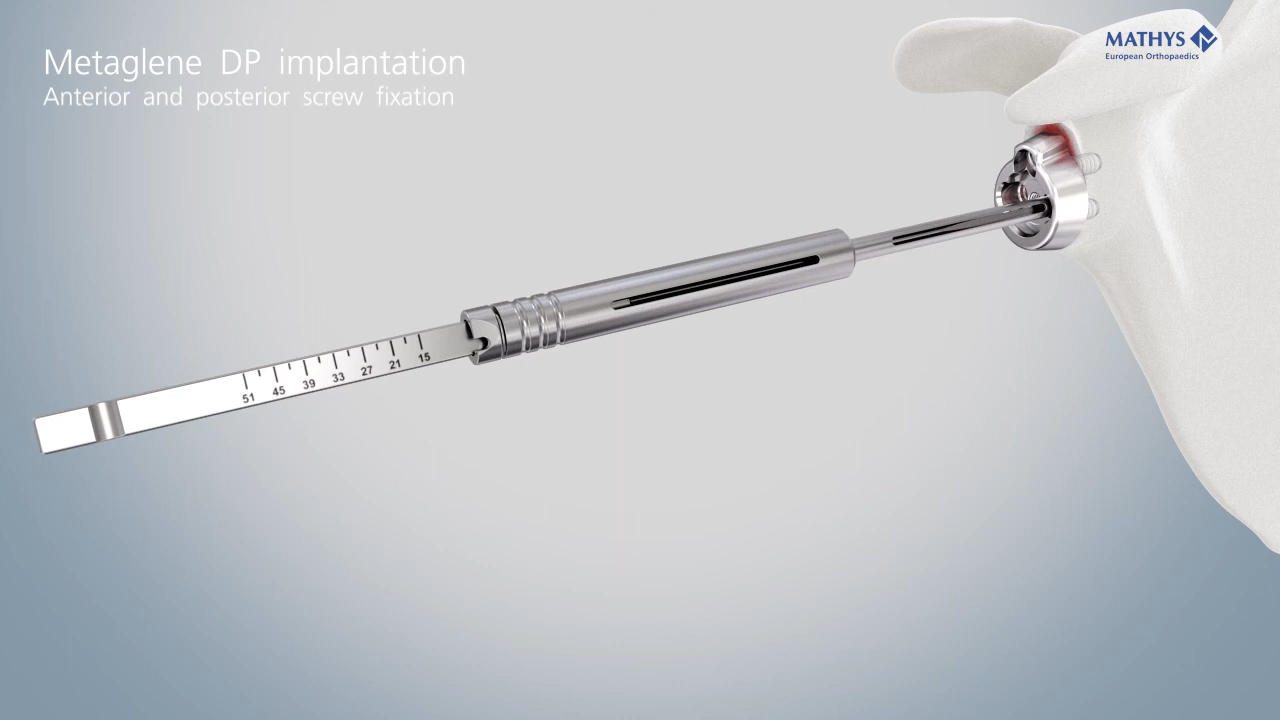 Metaglene DP implantation
Anterior and posterior screw fixation
MATHYS
European Orthopaedics
51 45 39 33 27 21 15